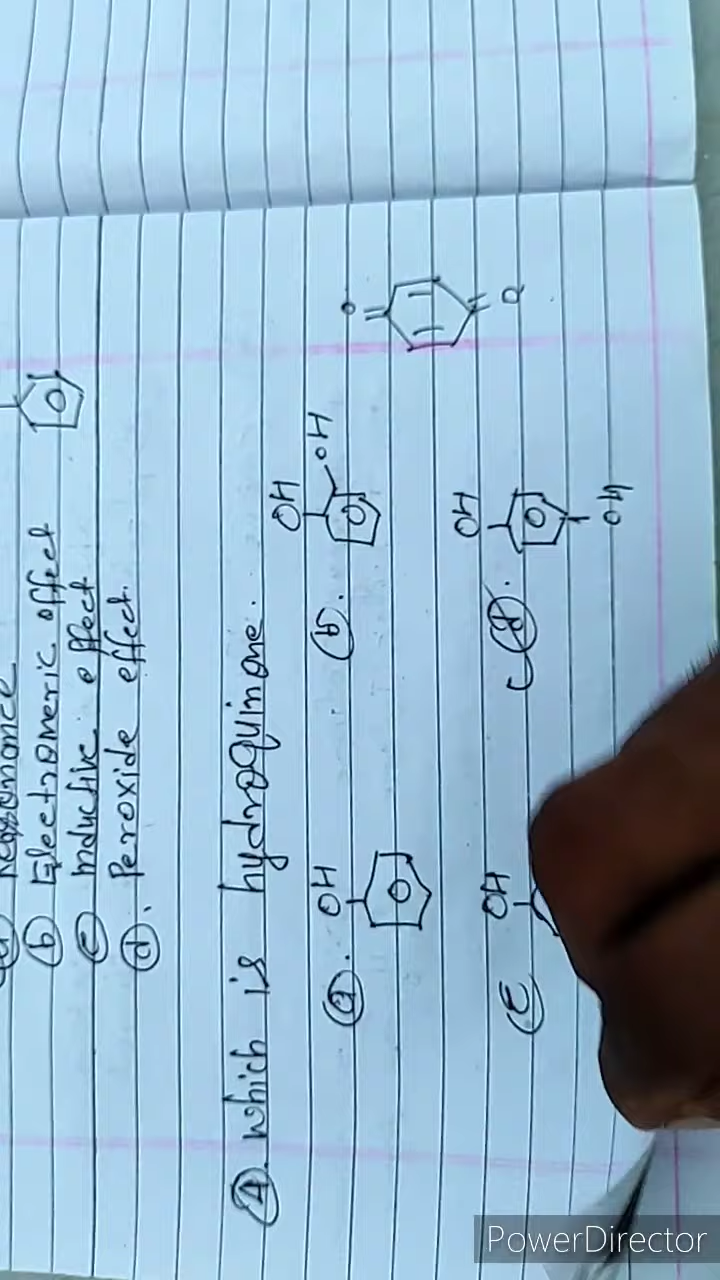 (a) Resonance
(b) Electromeric effect
(c) Inductive effect
(d). Peroxide effect.
(4). which is hydroquinone.
(a). OH
(b). OH OH
O
O
(c) OH
(d). OH OH
PowerDirector